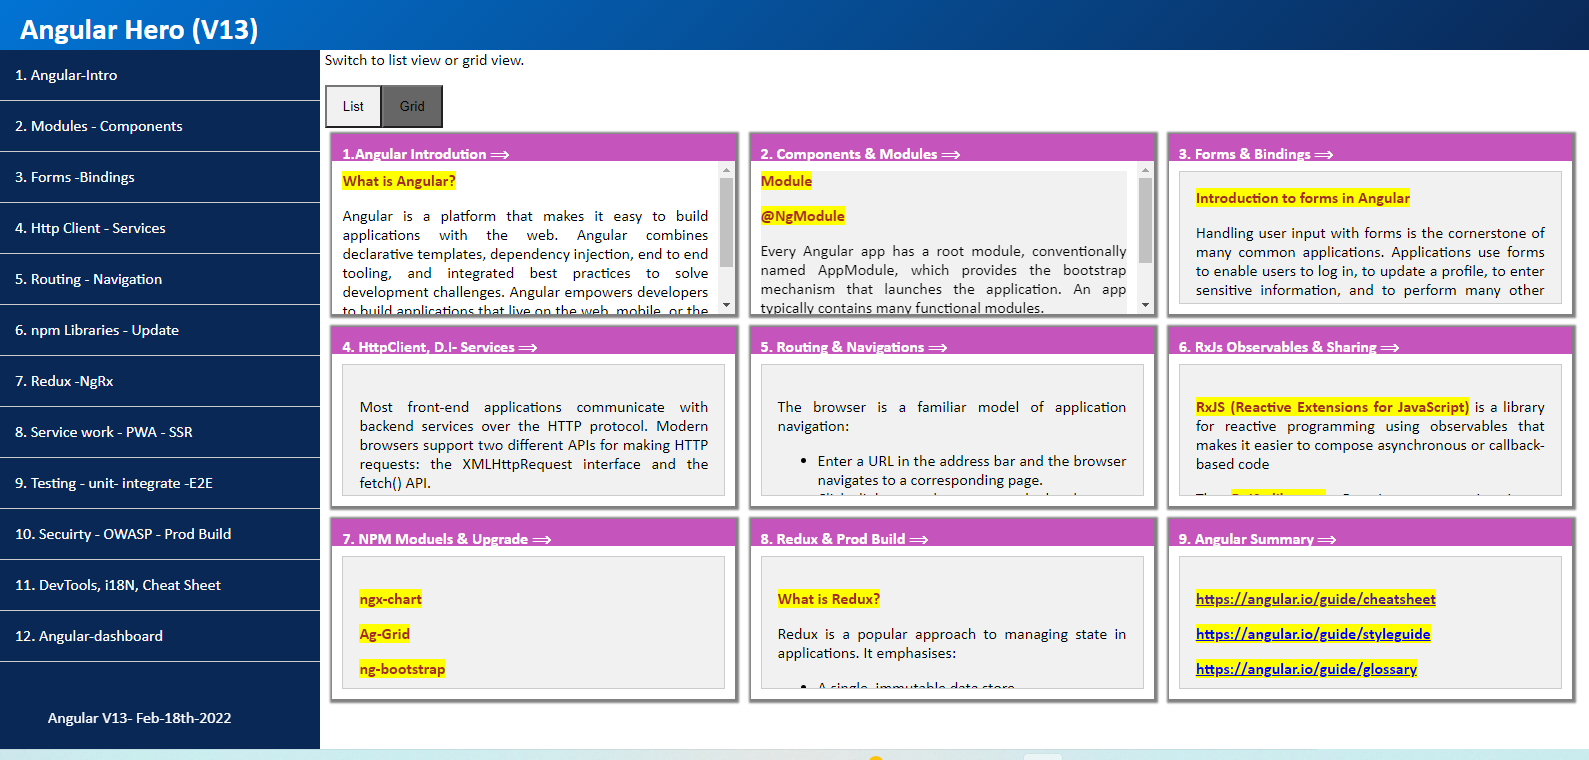 Angular Hero (V13)
1. Angular-Intro
2. Modules - Components
3. Forms -Bindings
4. Http Client - Services
5. Routing - Navigation
6. npm Libraries - Update
7. Redux -NgRx
8. Service work - PWA - SSR
9. Testing - unit- integrate -E2E
10. Secuirty - OWASP - Prod Build
11. DevTools, i18N, Cheat Sheet
12. Angular-dashboard
Angular V13- Feb-18th-2022
Switch to list view or grid view.
List
Grid
1.Angular Introdution ⟹
What is Angular?
Angular is a platform that makes it easy to build
applications with the web. Angular combines
declarative templates, dependency injection, end to end
tooling, and integrated best practices to solve
development challenges. Angular empowers developers
to build applications that live on the web, mobile, or the
2. Components & Modules ⟹
Module
@NgModule
Every Angular app has a root module, conventionally
named AppModule, which provides the bootstrap
mechanism that launches the application. An app
typically contains many functional modules.
3. Forms & Bindings ⟹
Introduction to forms in Angular
Handling user input with forms is the cornerstone of
many common applications. Applications use forms
to enable users to log in, to update a profile, to enter
sensitive information, and to perform many other
4. HttpClient, D.I- Services ⟹
Most front-end applications communicate with
backend services over the HTTP protocol. Modern
browsers support two different APIs for making HTTP
requests: the XMLHttpRequest interface and the
fetch() API.
5. Routing & Navigations ⟹
The browser is a familiar model of application
navigation:
• Enter a URL in the address bar and the browser
navigates to a corresponding page.
6. RxJs Observables & Sharing ⟹
RxJS (Reactive Extensions for JavaScript) is a library
for reactive programming using observables that
makes it easier to compose asynchronous or callback-
based code
7. NPM Moduels & Upgrade ⟹
ngx-chart
Ag-Grid
ng-bootstrap
8. Redux & Prod Build ⟹
What is Redux?
Redux is a popular approach to managing state in
applications. It emphasises:
• A single, immutable data store.
9. Angular Summary ⟹
https://angular.io/guide/cheatsheet
https://angular.io/guide/styleguide
https://angular.io/guide/glossary